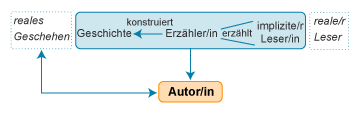 reales
Geschehen
konstruiert
Geschichte
Erzähler/in
erzählt
implizite/r
Leser/in
reale/r
Leser
Autor/in